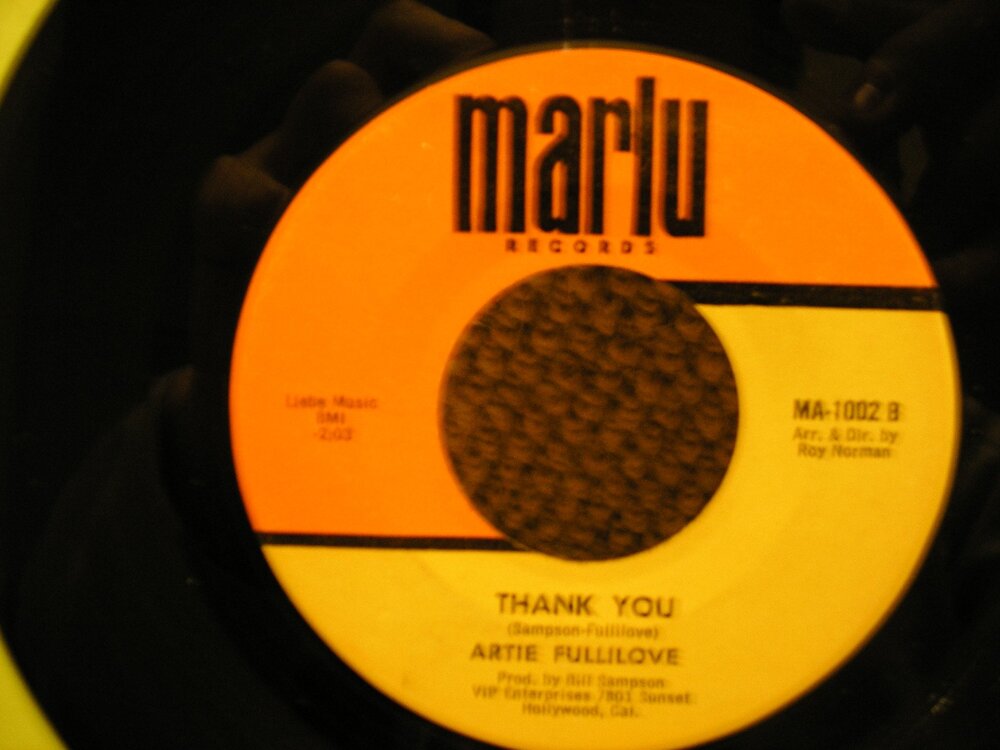 marlu
RECORDS
Liebe Music
BMI
-2:03
MA-1002 B
Arr. & Dir. by
Roy Norman
THANK YOU
(Sampson-Fullilove)
ARTIE FULLILOVE
Prod. by Bill Sampson
VIP Enterprises Sunset
Hollywood, Cal.